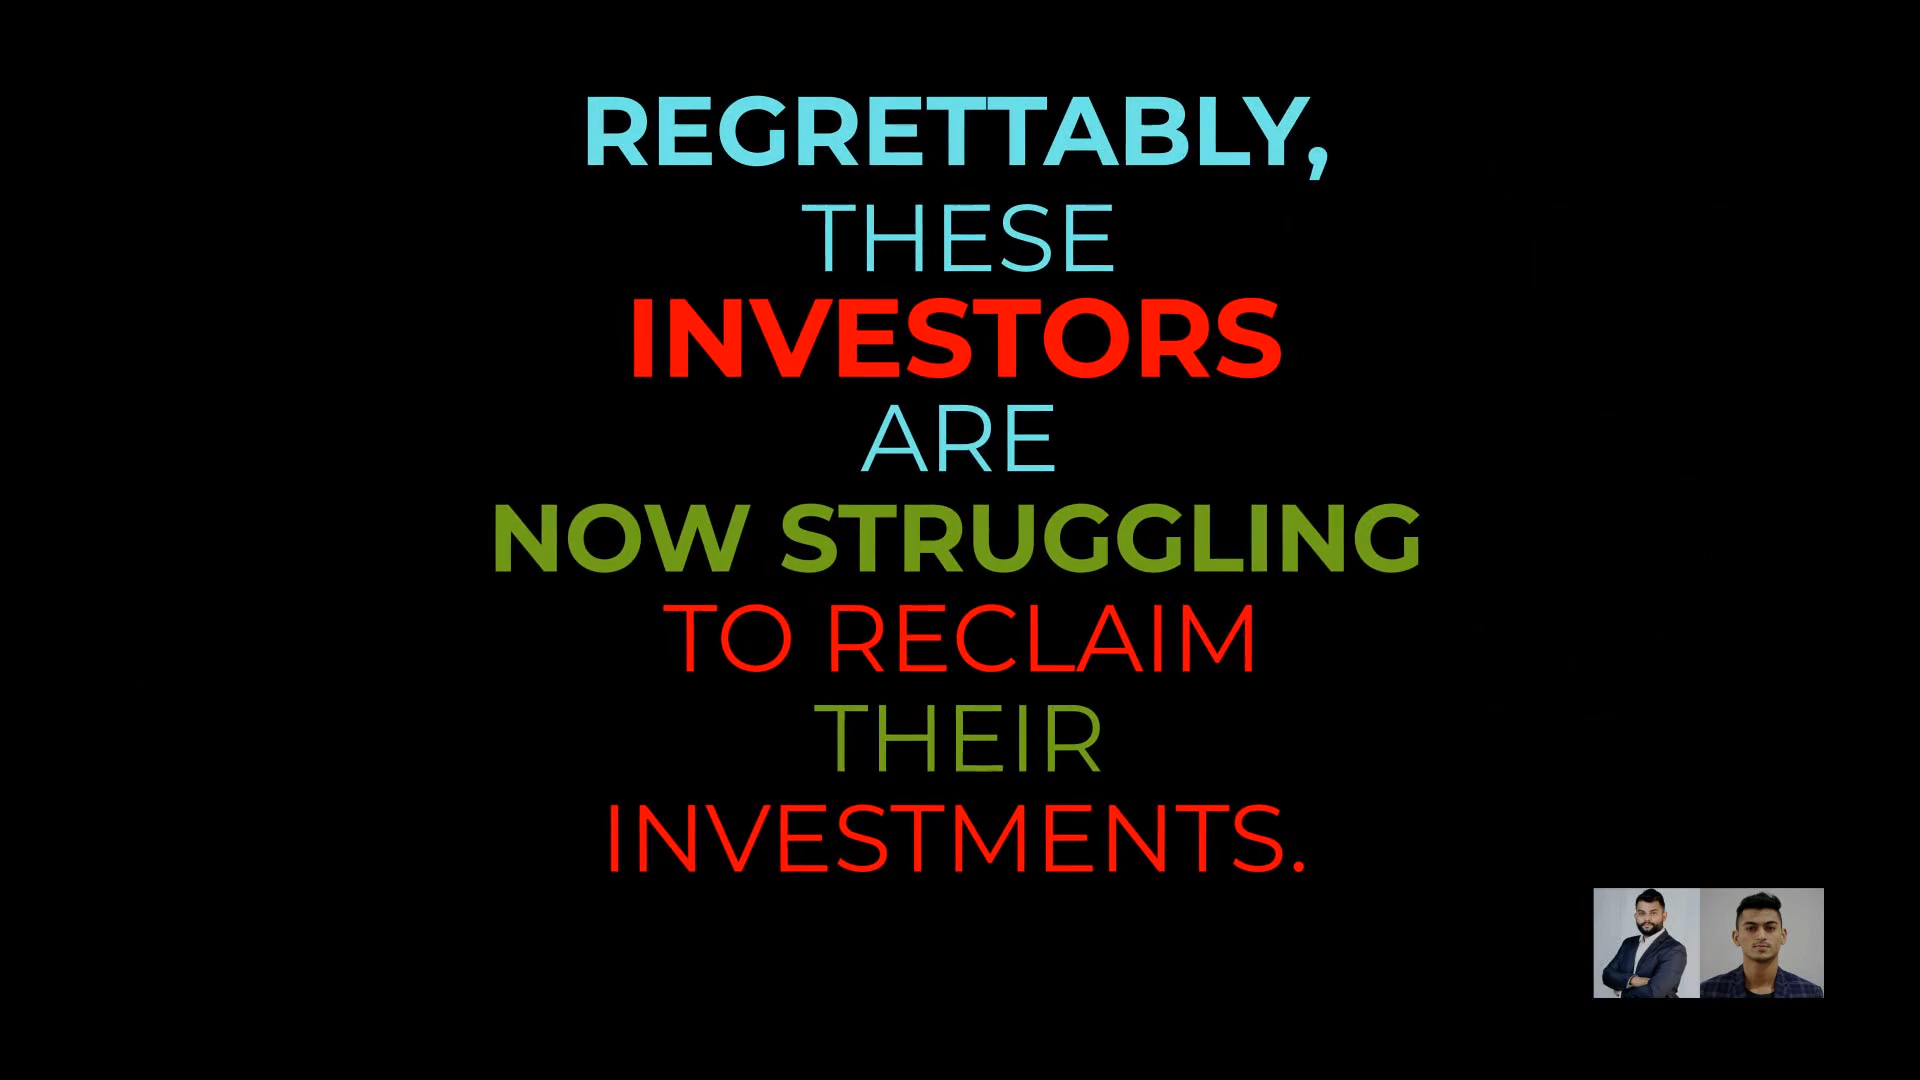 REGRETTABLY,
THESE
INVESTORS
ARE
NOW STRUGGLING
TO RECLAIM
THEIR
INVESTMENTS.